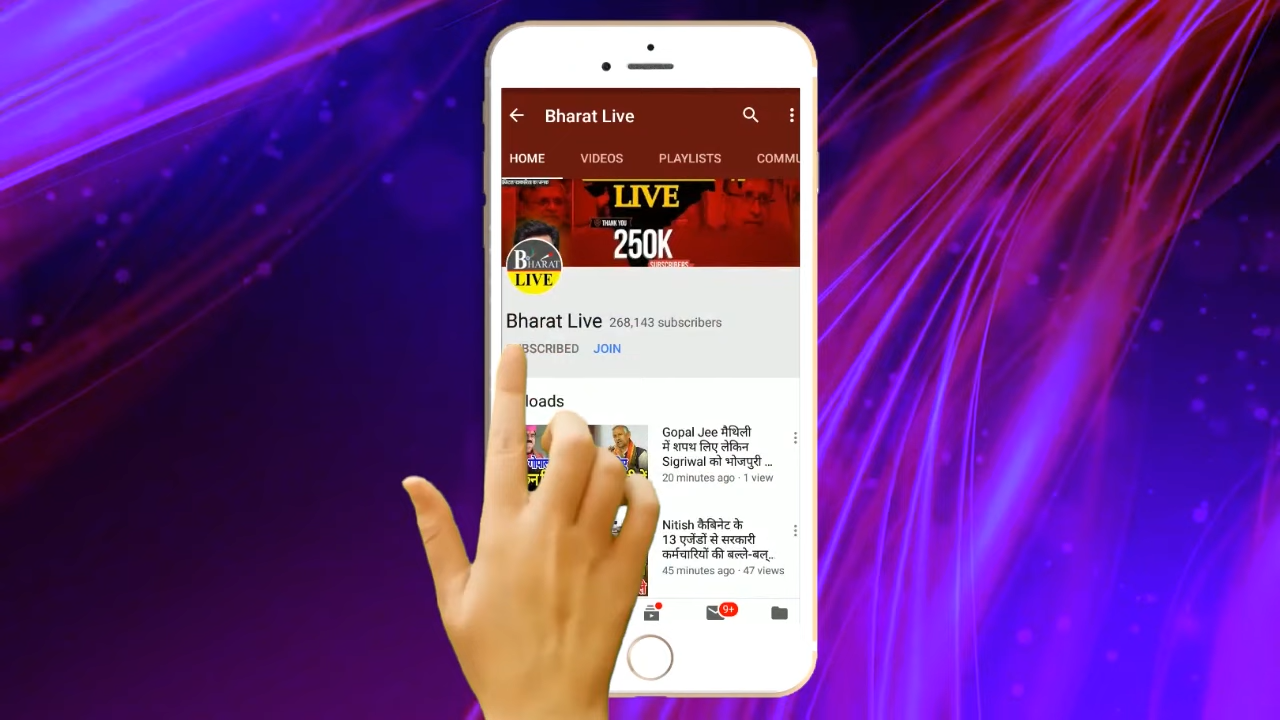 Bharat Live
HOME VIDEOS PLAYLISTS COMMU
LIVE
THANK YOU
250K
SUBSCRIBERS
BHARAT
LIVE
Bharat Live 268,143 subscribers
BSCRIBED JOIN
loads
Gopal Jee मैथिली
में शपथ लिए लेकिन
Sigriwal को भोजपुरी ...
20 minutes ago · 1 view
Nitish कैबिनेट के
13 एजेंडों से सरकारी
कर्मचारियों की बल्ले-बल्..
45 minutes ago · 47 views
9+